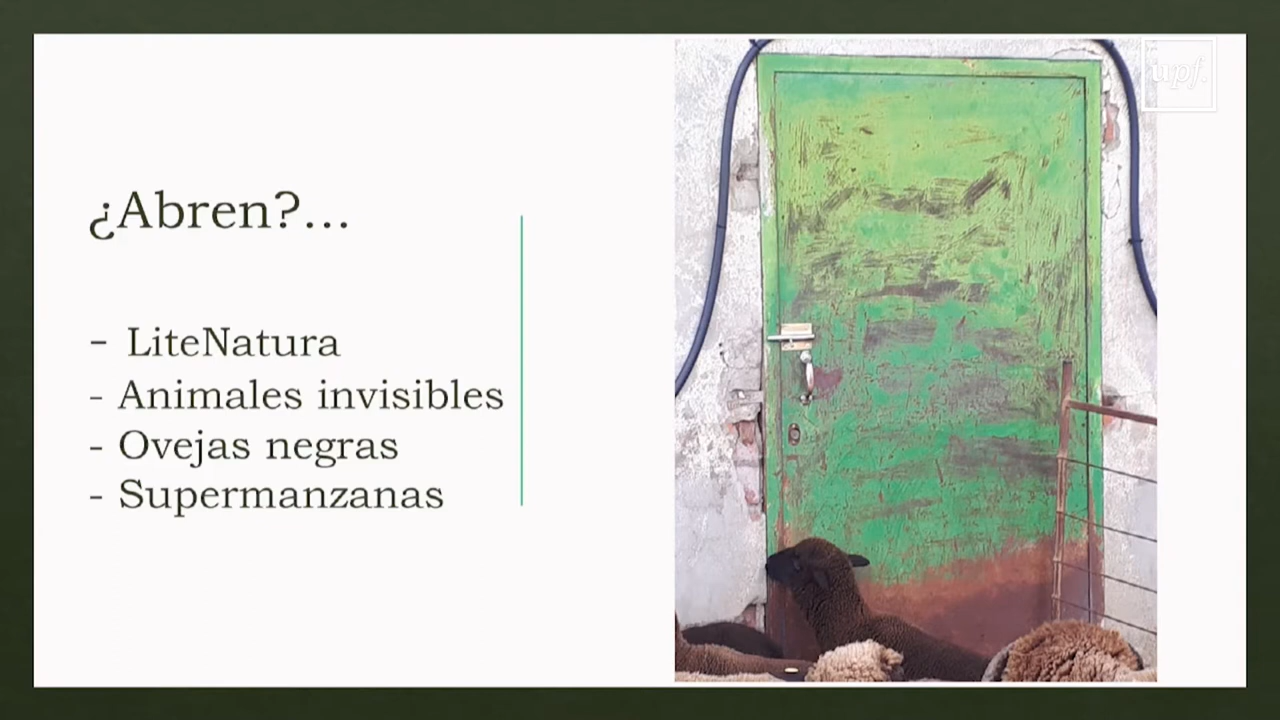 ¿Abren?...
- LiteNatura
- Animales invisibles
- Ovejas negras
- Supermanzanas
upf.